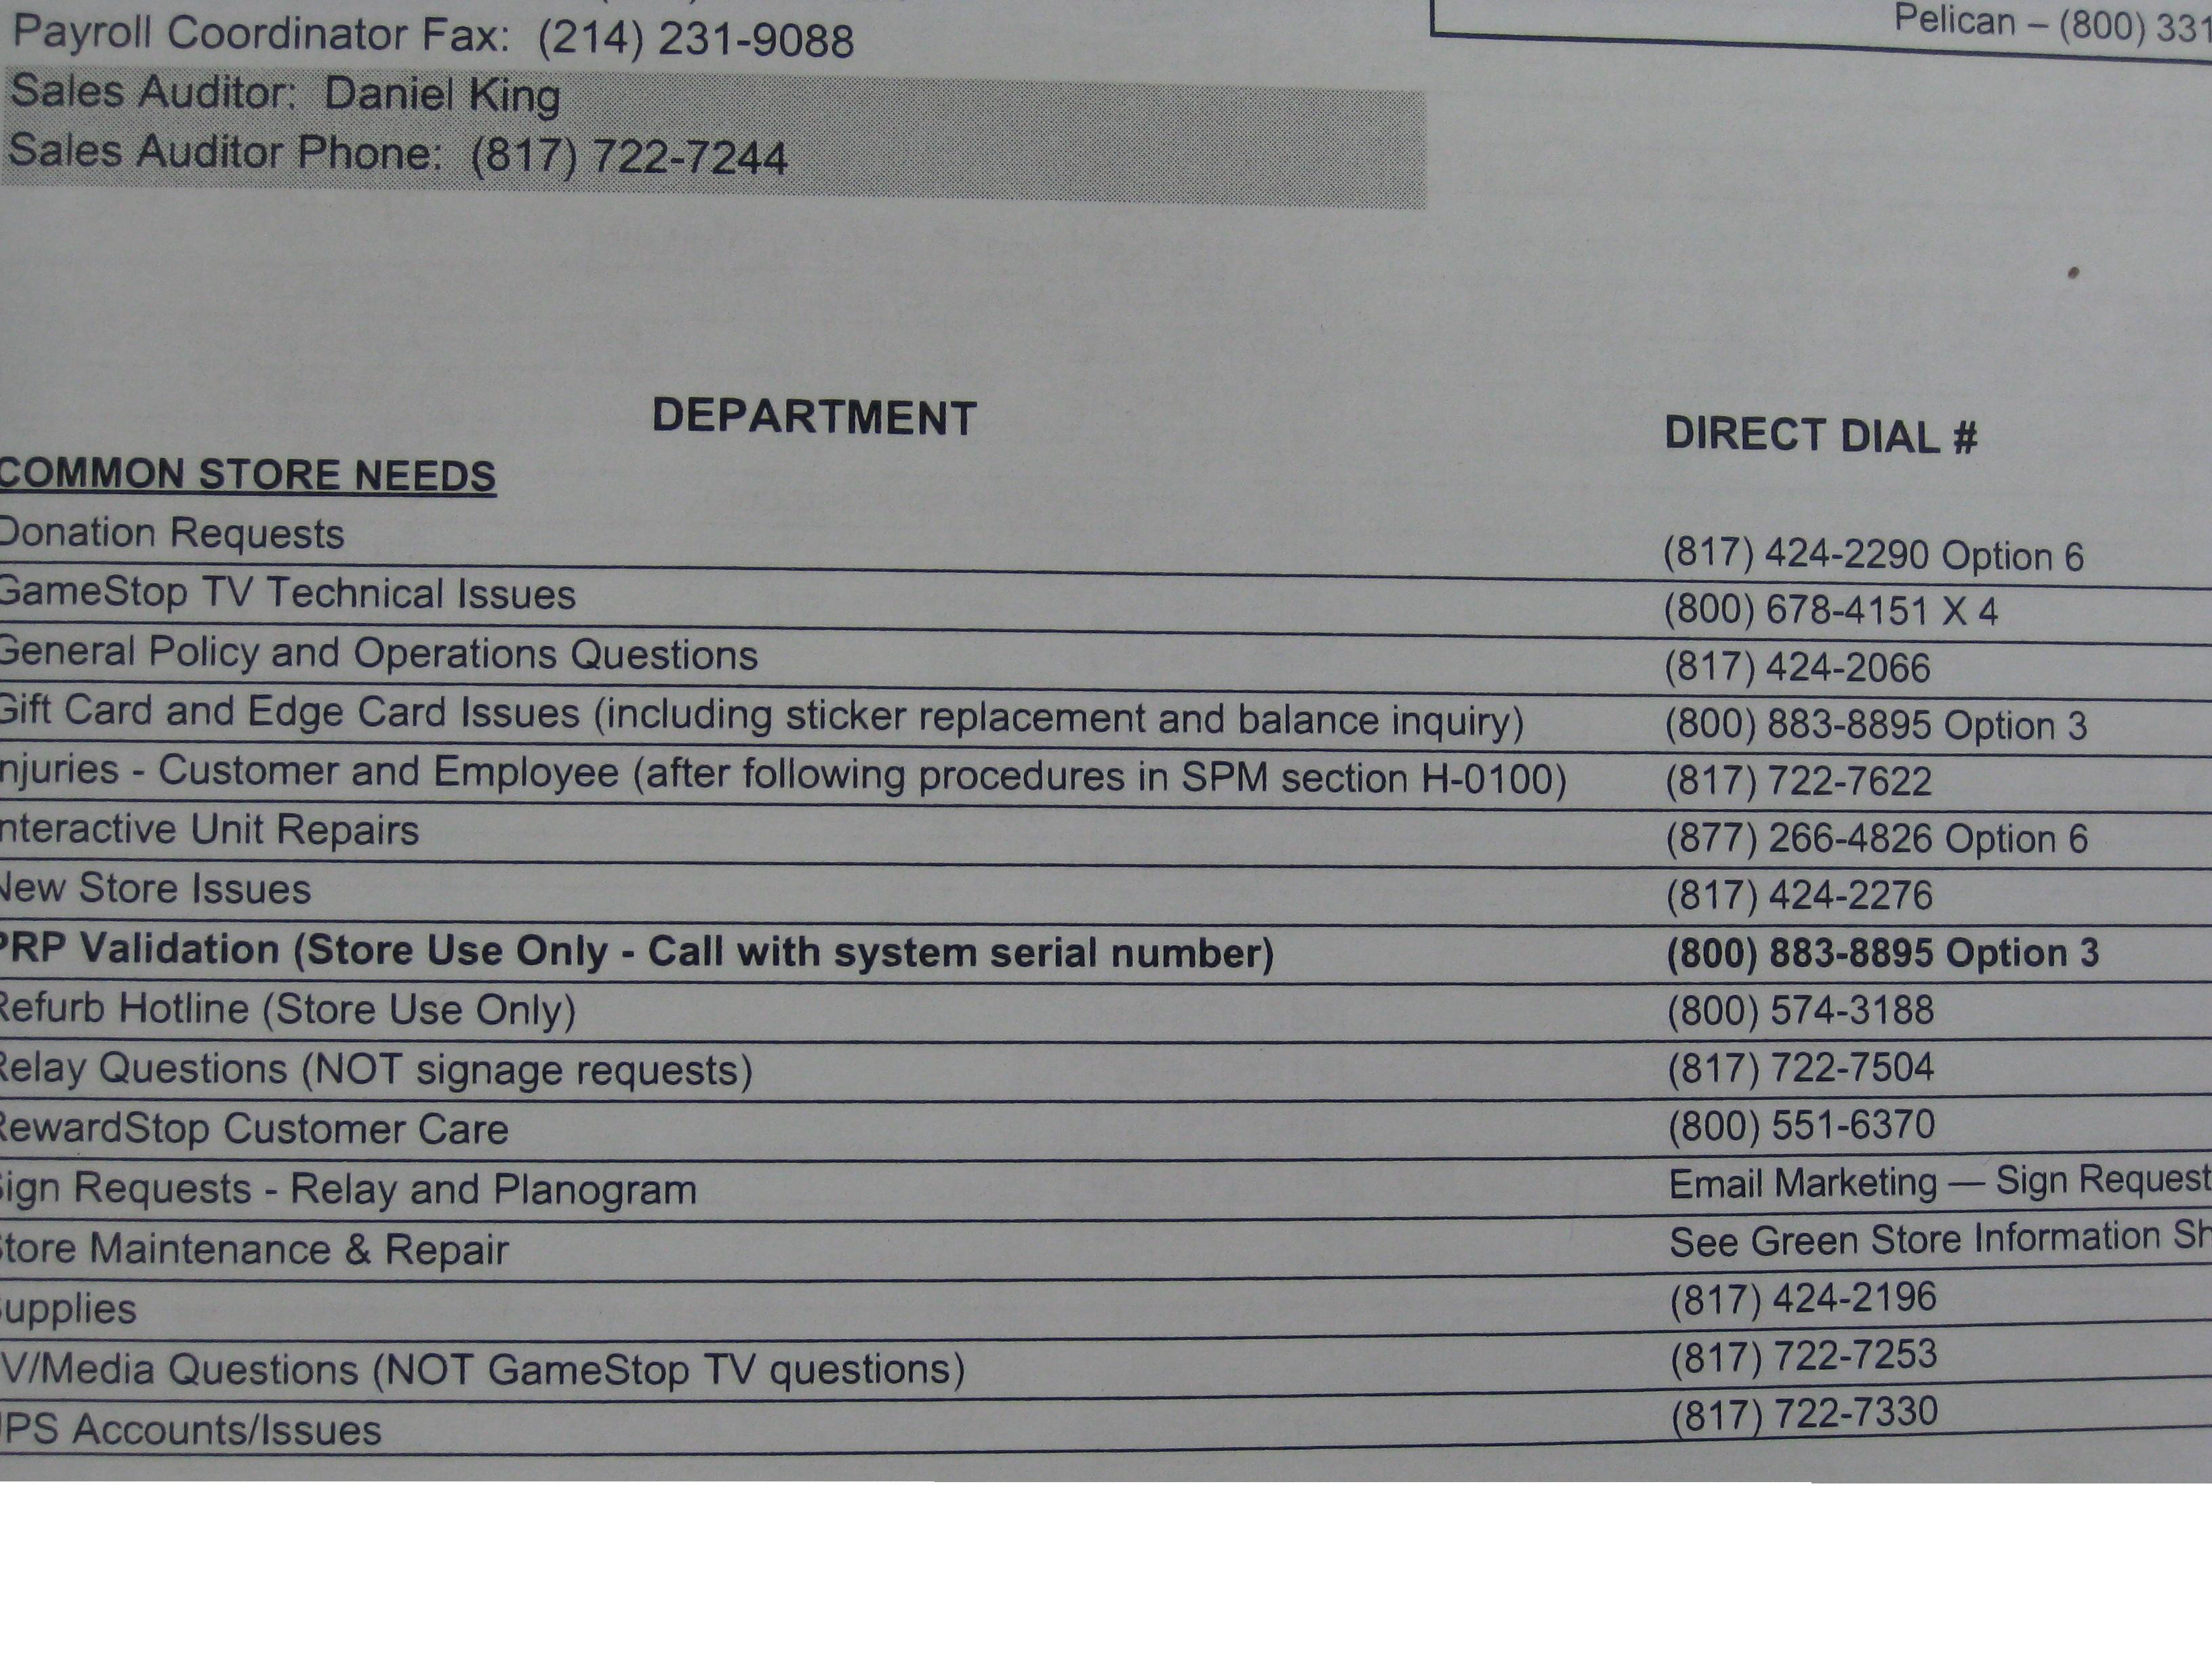 Payroll Coordinator Fax: (214) 231-9088
Pelican – (800) 331
Sales Auditor: Daniel King
Sales Auditor Phone: (817) 722-7244
DEPARTMENT DIRECT DIAL #
COMMON STORE NEEDS
Donation Requests (817) 424-2290 Option 6
GameStop TV Technical Issues (800) 678-4151 X 4
General Policy and Operations Questions (817) 424-2066
Gift Card and Edge Card Issues (including sticker replacement and balance inquiry) (800) 883-8895 Option 3
njuries - Customer and Employee (after following procedures in SPM section H-0100) (817) 722-7622
nteractive Unit Repairs (877) 266-4826 Option 6
New Store Issues (817) 424-2276
PRP Validation (Store Use Only - Call with system serial number) (800) 883-8895 Option 3
Refurb Hotline (Store Use Only) (800) 574-3188
Relay Questions (NOT signage requests) (817) 722-7504
RewardStop Customer Care (800) 551-6370
Sign Requests - Relay and Planogram Email Marketing — Sign Request
Store Maintenance & Repair See Green Store Information Sh
upplies (817) 424-2196
V/Media Questions (NOT GameStop TV questions) (817) 722-7253
UPS Accounts/Issues (817) 722-7330